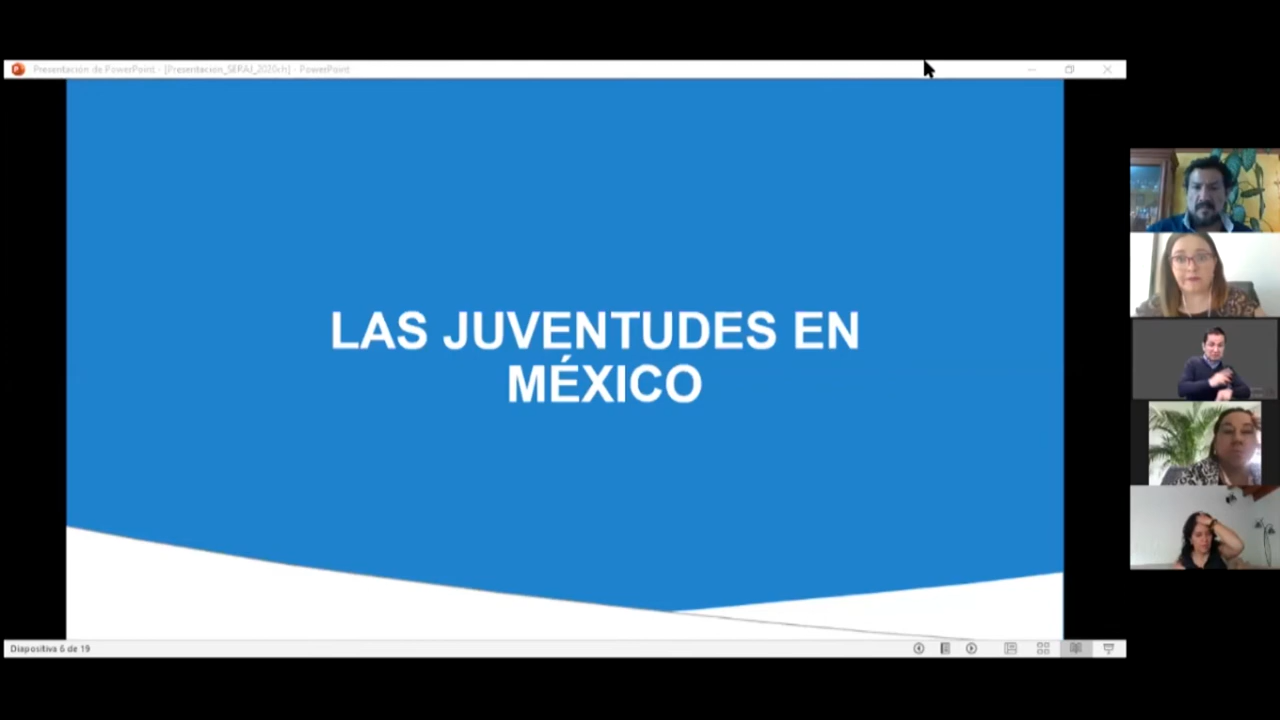 Presentación de PowerPoint - [Presentacion_SERAJ_2020ch] - PowerPoint
LAS JUVENTUDES EN
MÉXICO
Diapositiva 6 de 19